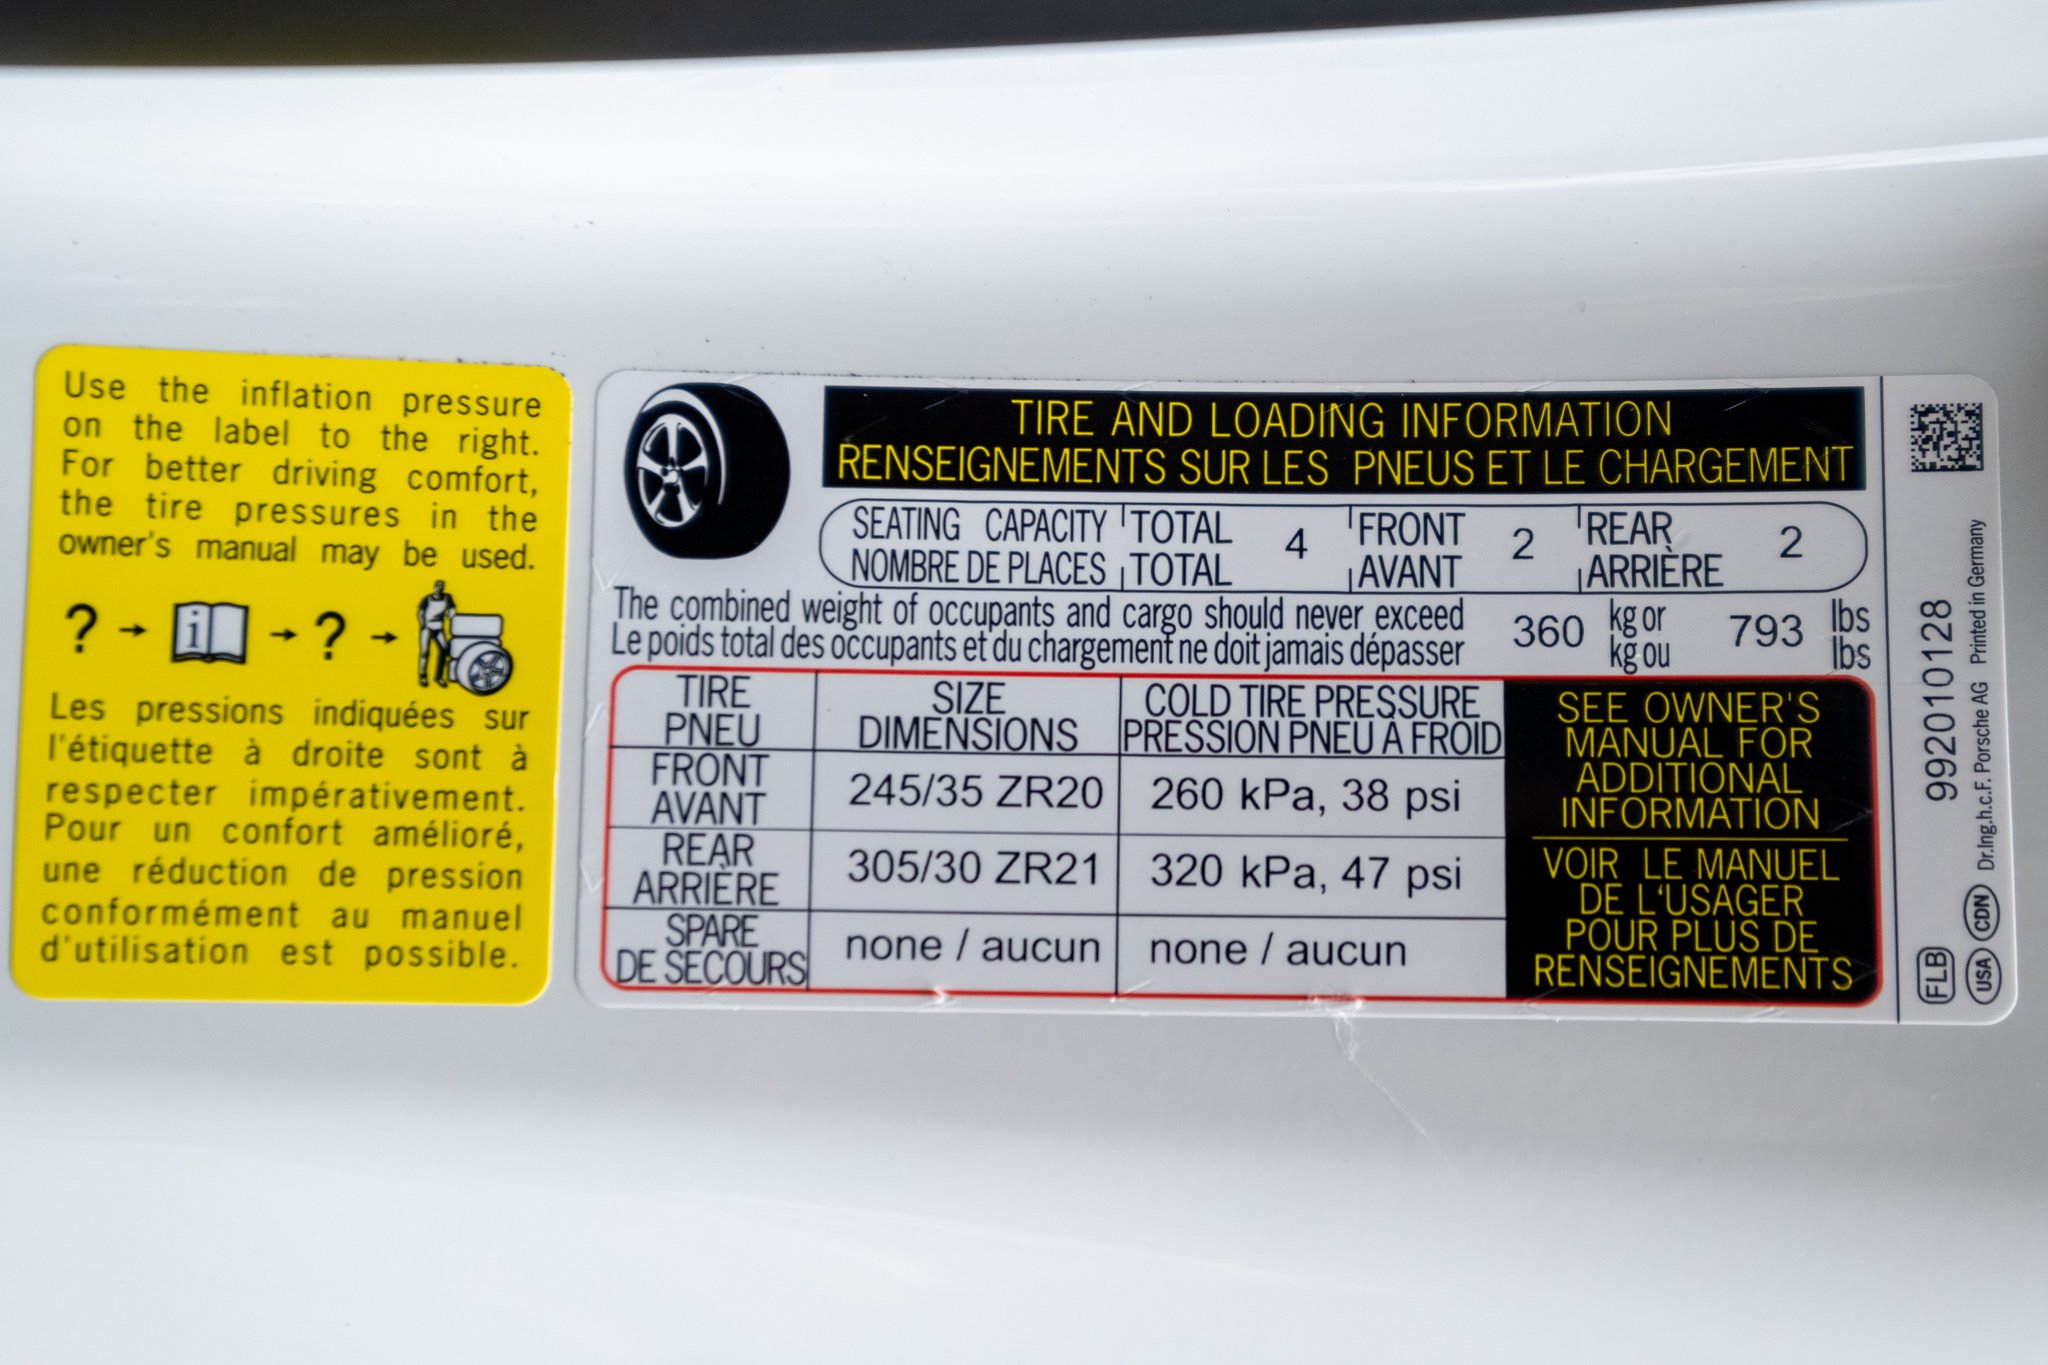 Use the inflation pressure
on the label to the right.
For better driving comfort,
the tire pressures in the
owner's manual may be used.
? → i → ? →
Les pressions indiquées sur
l'étiquette à droite sont à
respecter impérativement.
Pour un confort amélioré,
une réduction de pression
conformément au manuel
d'utilisation est possible.
TIRE AND LOADING INFORMATION
RENSEIGNEMENTS SUR LES PNEUS ET LE CHARGEMENT
SEATING CAPACITY TOTAL 4 FRONT 2 REAR 2
NOMBRE DE PLACES TOTAL AVANT ARRIÈRE
The combined weight of occupants and cargo should never exceed 360 kg or 793 lbs
Le poids total des occupants et du chargement ne doit jamais dépasser kg ou lbs
TIRE SIZE COLD TIRE PRESSURE
PNEU DIMENSIONS PRESSION PNEU À FROID
FRONT 245/35 ZR20 260 kPa, 38 psi
AVANT
REAR 305/30 ZR21 320 kPa, 47 psi
ARRIÈRE
SPARE none / aucun none / aucun
DE SECOURS
SEE OWNER'S
MANUAL FOR
ADDITIONAL
INFORMATION
VOIR LE MANUEL
DE L'USAGER
POUR PLUS DE
RENSEIGNEMENTS
992010128
FLB
USA CDN Dr.Ing.h.c.F. Porsche AG Printed in Germany